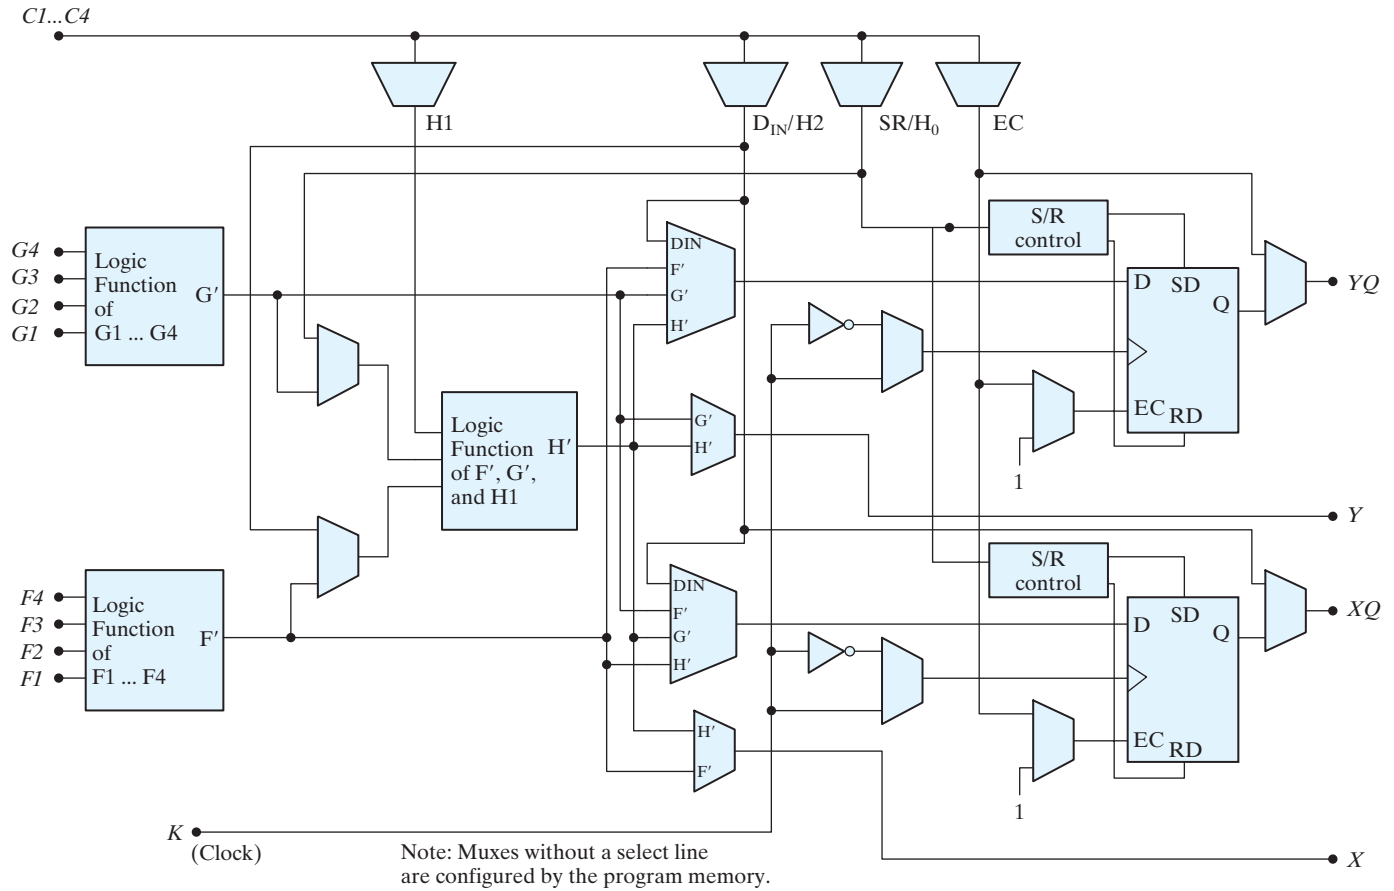 C1...C4
H1
D_IN/H2
SR/H_0
EC
G4
G3
G2
G1
Logic
Function
of
G1 ... G4
G′
DIN
F′
G′
H′
S/R
control
D
SD
Q
EC
RD
YQ
1
Logic
Function
of F′, G′,
and H1
H′
G′
H′
Y
F4
F3
F2
F1
Logic
Function
of
F1 ... F4
F′
DIN
F′
G′
H′
S/R
control
D
SD
Q
EC
RD
XQ
1
H′
F′
K
(Clock)
Note: Muxes without a select line
are configured by the program memory.
X